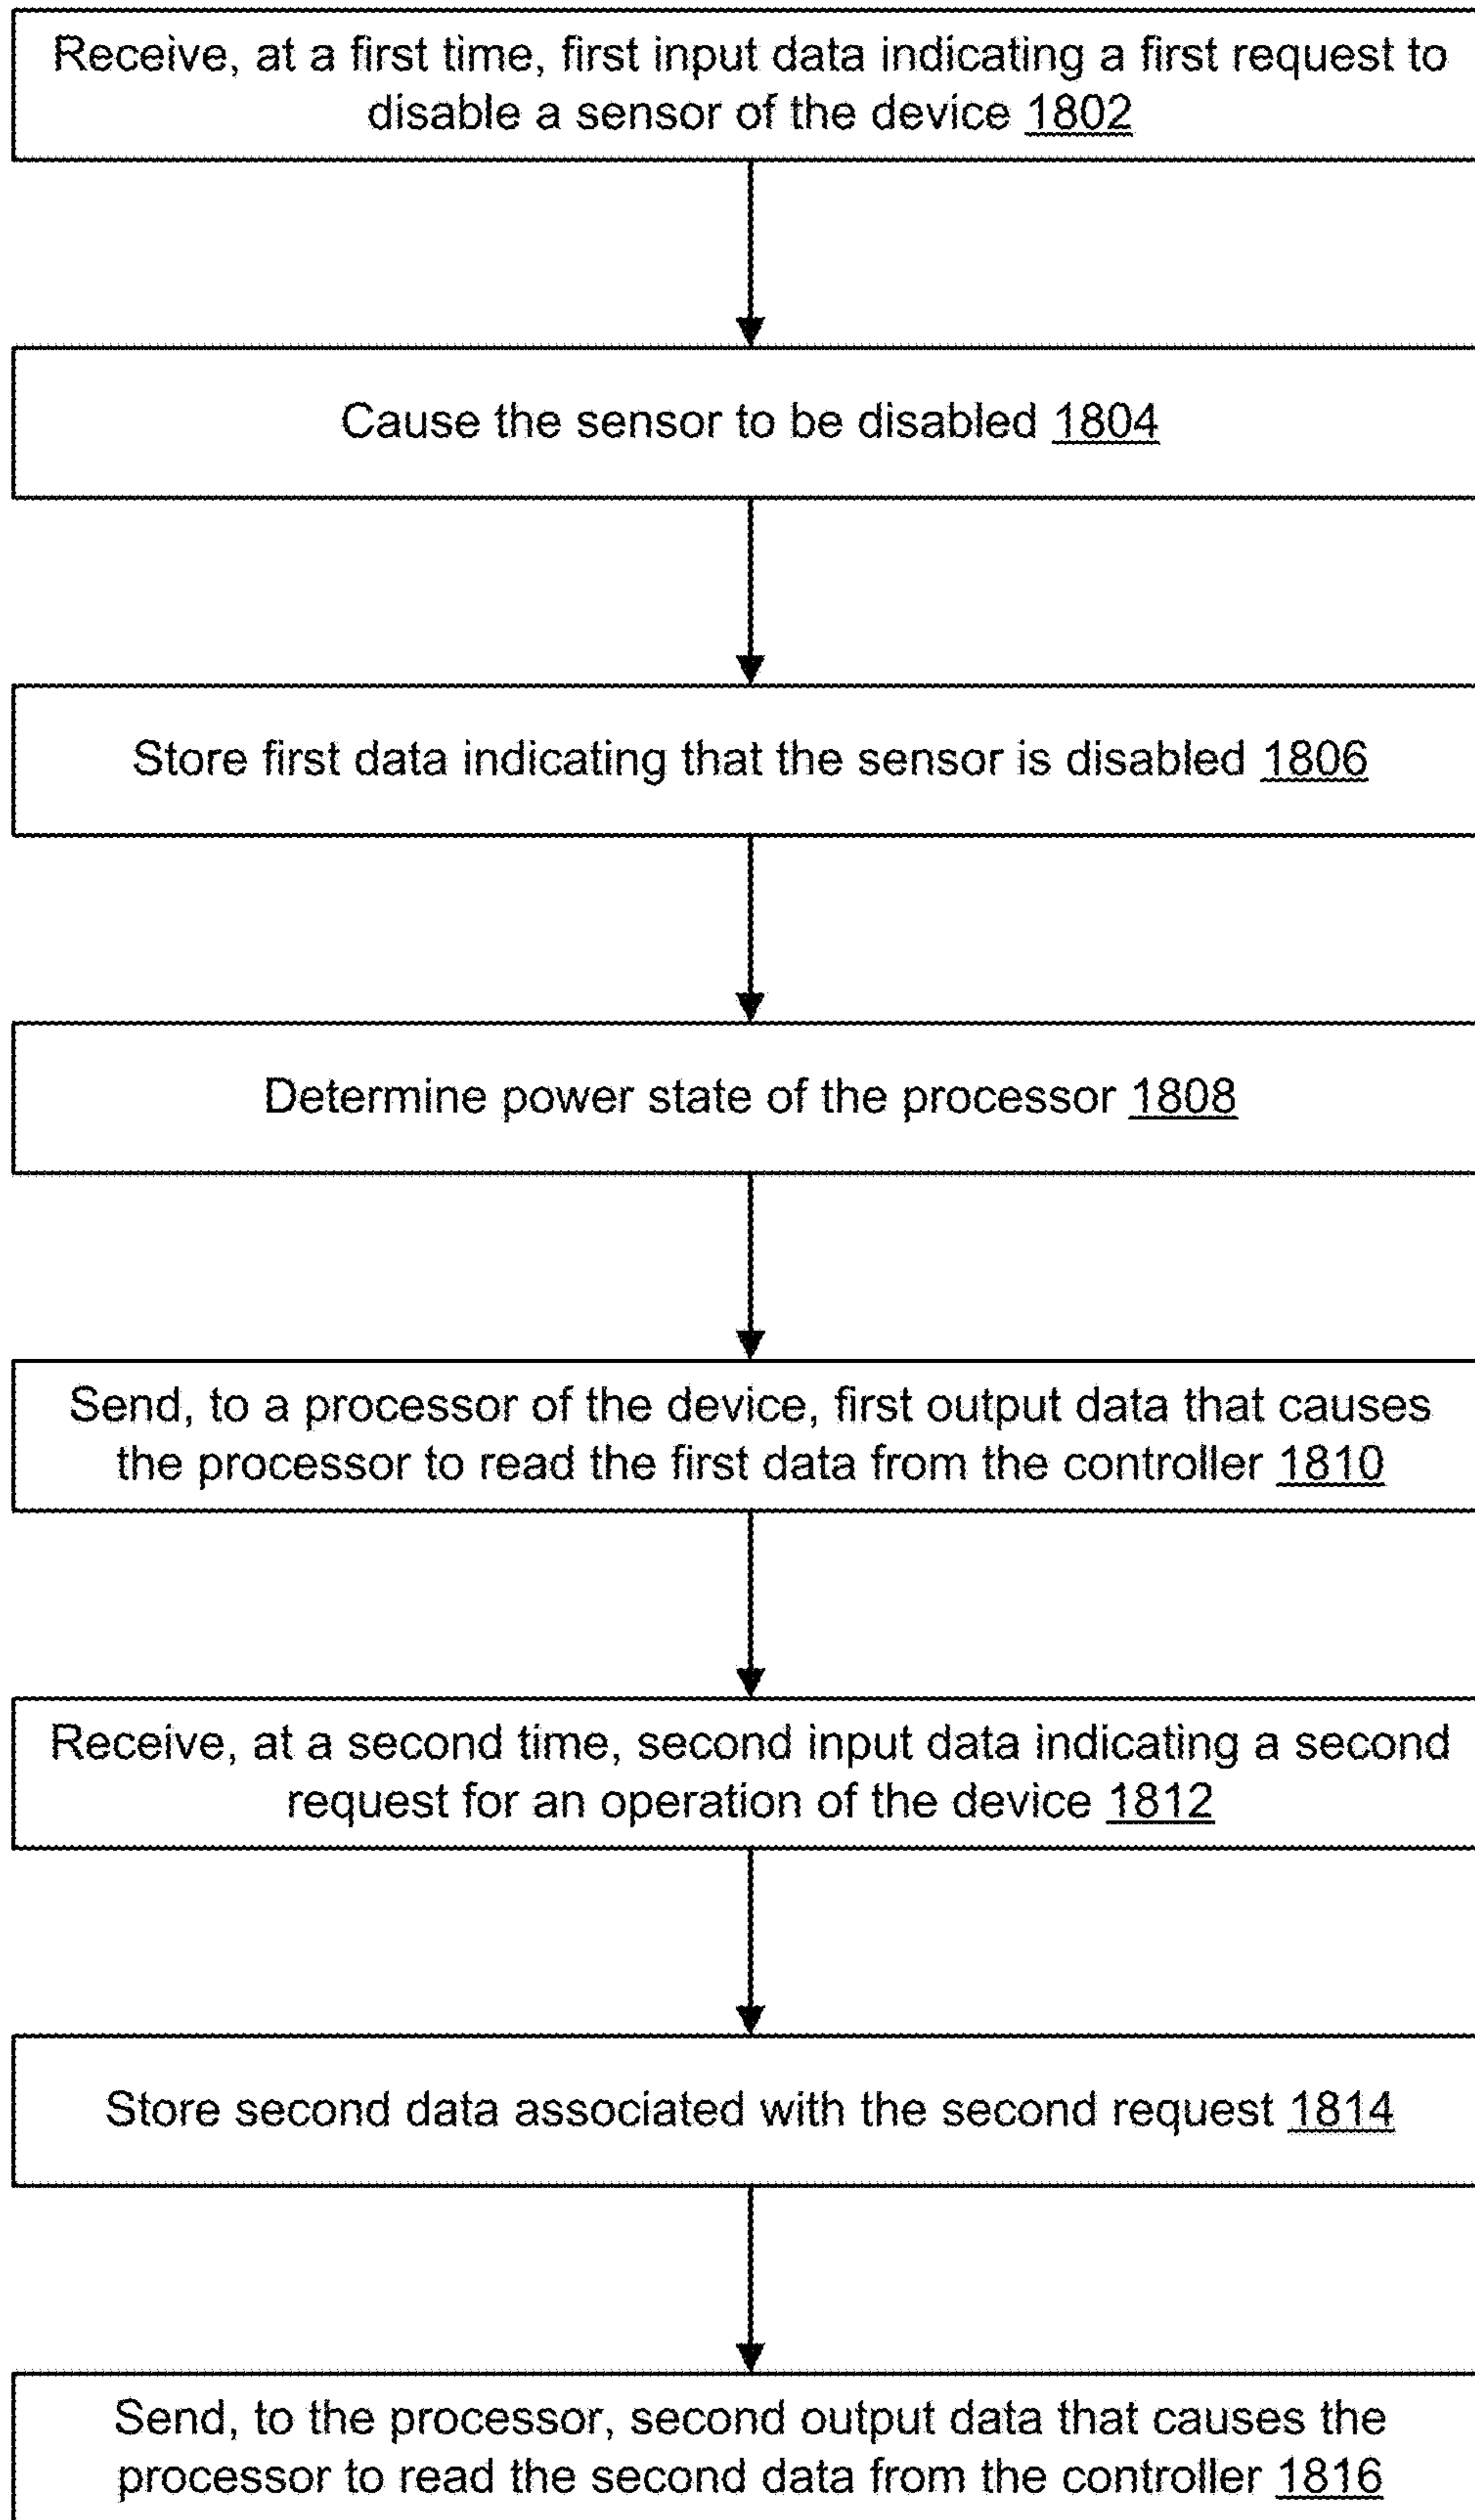 Receive, at a first time, first input data indicating a first request to
disable a sensor of the device 1802
Cause the sensor to be disabled 1804
Store first data indicating that the sensor is disabled 1806
Determine power state of the processor 1808
Send, to a processor of the device, first output data that causes
the processor to read the first data from the controller 1810
Receive, at a second time, second input data indicating a second
request for an operation of the device 1812
Store second data associated with the second request 1814
Send, to the processor, second output data that causes the
processor to read the second data from the controller 1816